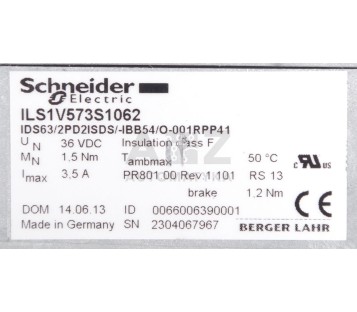 Schneider
Electric
ILS1V573S1062
IDS63/2PD2ISDS/-IBB54/O-001RPP41
UN 36 VDC Insulation class F
MN 1.5 Nm Tambmax 50 °C
Imax 3,5 A PR801.00 Rev:1.101 RS 13
brake 1,2 Nm
DOM 14.06.13 ID 0066006390001
Made in Germany SN 2304067967
BERGER LAHR
CE